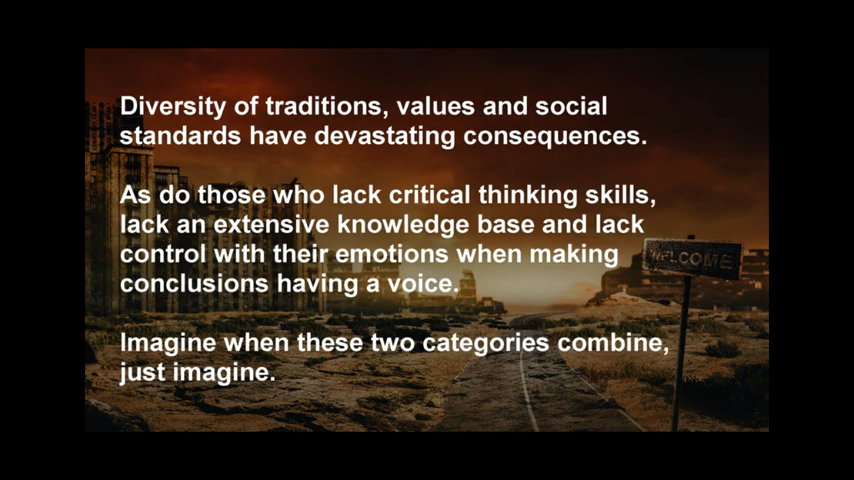 Diversity of traditions, values and social
standards have devastating consequences.
As do those who lack critical thinking skills,
lack an extensive knowledge base and lack
control with their emotions when making
conclusions having a voice.
WELCOME
Imagine when these two categories combine,
just imagine.